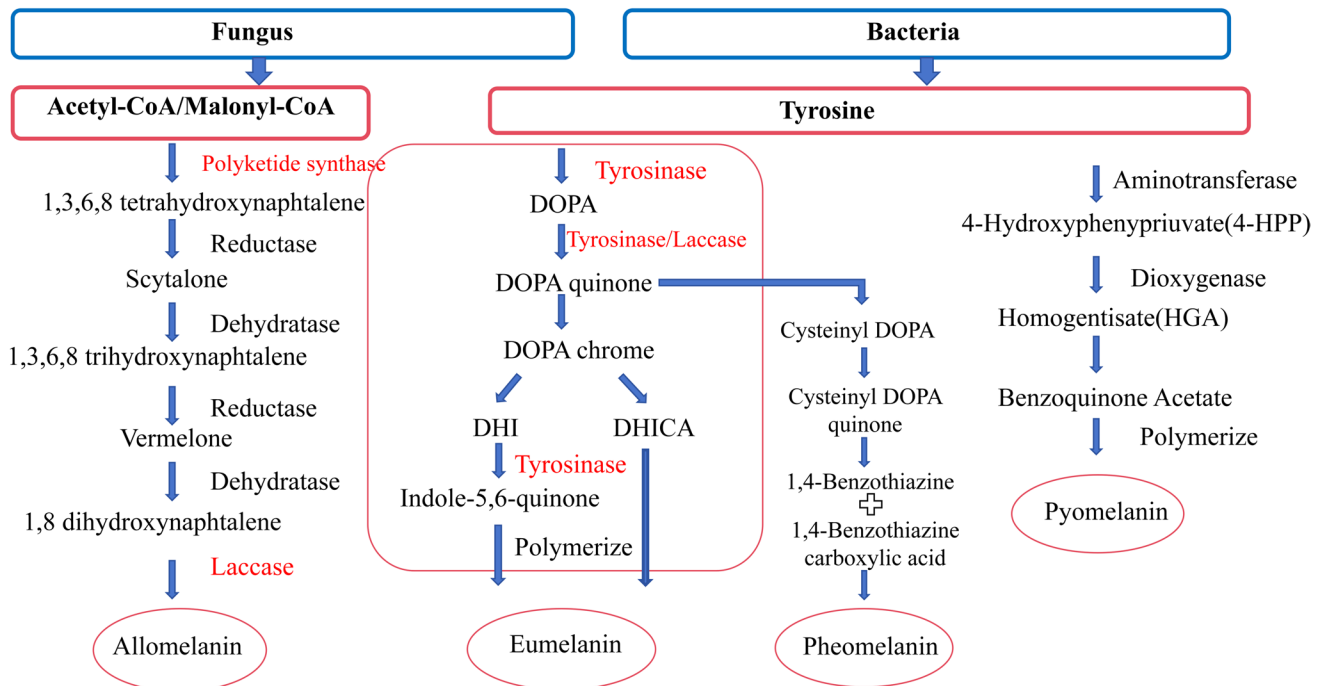 Fungus
Bacteria
Acetyl-CoA/Malonyl-CoA
Tyrosine
Polyketide synthase
1,3,6,8 tetrahydroxynaphtalene
Reductase
Scytalone
Dehydratase
1,3,6,8 trihydroxynaphtalene
Reductase
Vermelone
Dehydratase
1,8 dihydroxynaphtalene
Laccase
Allomelanin
Tyrosinase
DOPA
Tyrosinase/Laccase
DOPA quinone
DOPA chrome
DHI
DHICA
Tyrosinase
Indole-5,6-quinone
Polymerize
Eumelanin
Cysteinyl DOPA
Cysteinyl DOPA
quinone
1,4-Benzothiazine
1,4-Benzothiazine
carboxylic acid
Pheomelanin
Aminotransferase
4-Hydroxyphenypriuvate(4-HPP)
Dioxygenase
Homogentisate(HGA)
Benzoquinone Acetate
Polymerize
Pyomelanin